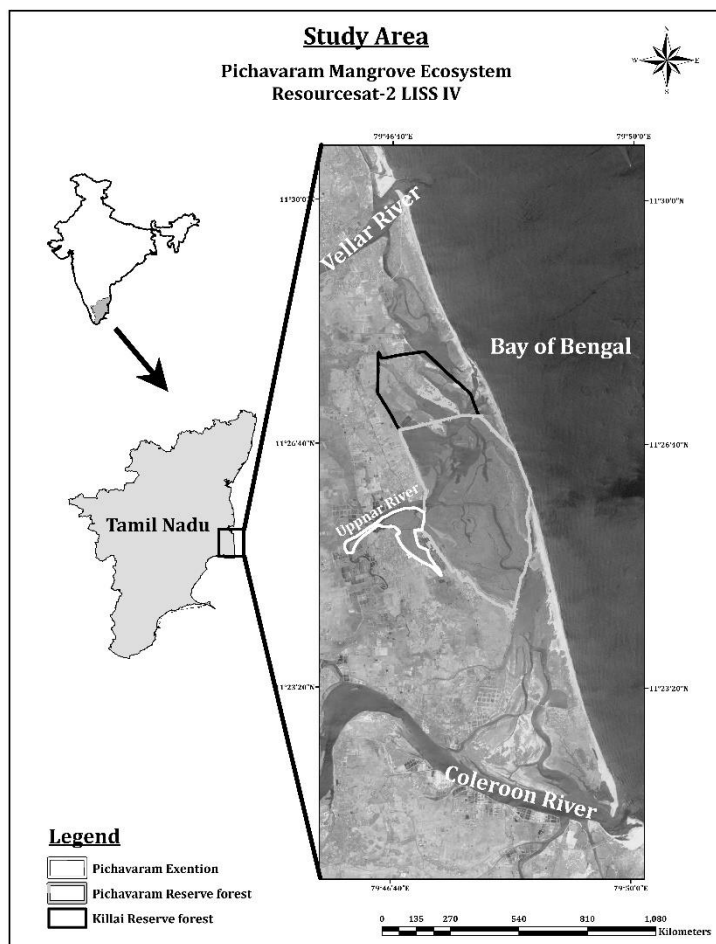 Study Area
Pichavaram Mangrove Ecosystem
Resourcesat-2 LISS IV
N
W E
S
79°46'40"E 79°50'0"E
11°30'0"N 11°30'0"N
Vellar River
Bay of Bengal
11°26'40"N 11°26'40"N
Tamil Nadu
Uppnar River
11°23'20"N 11°23'20"N
Coleroon River
Legend
Pichavaram Exention
Pichavaram Reserve forest
Killai Reserve forest
79°46'40"E 79°50'0"E
0 135 270 540 810 1,080
Kilometers